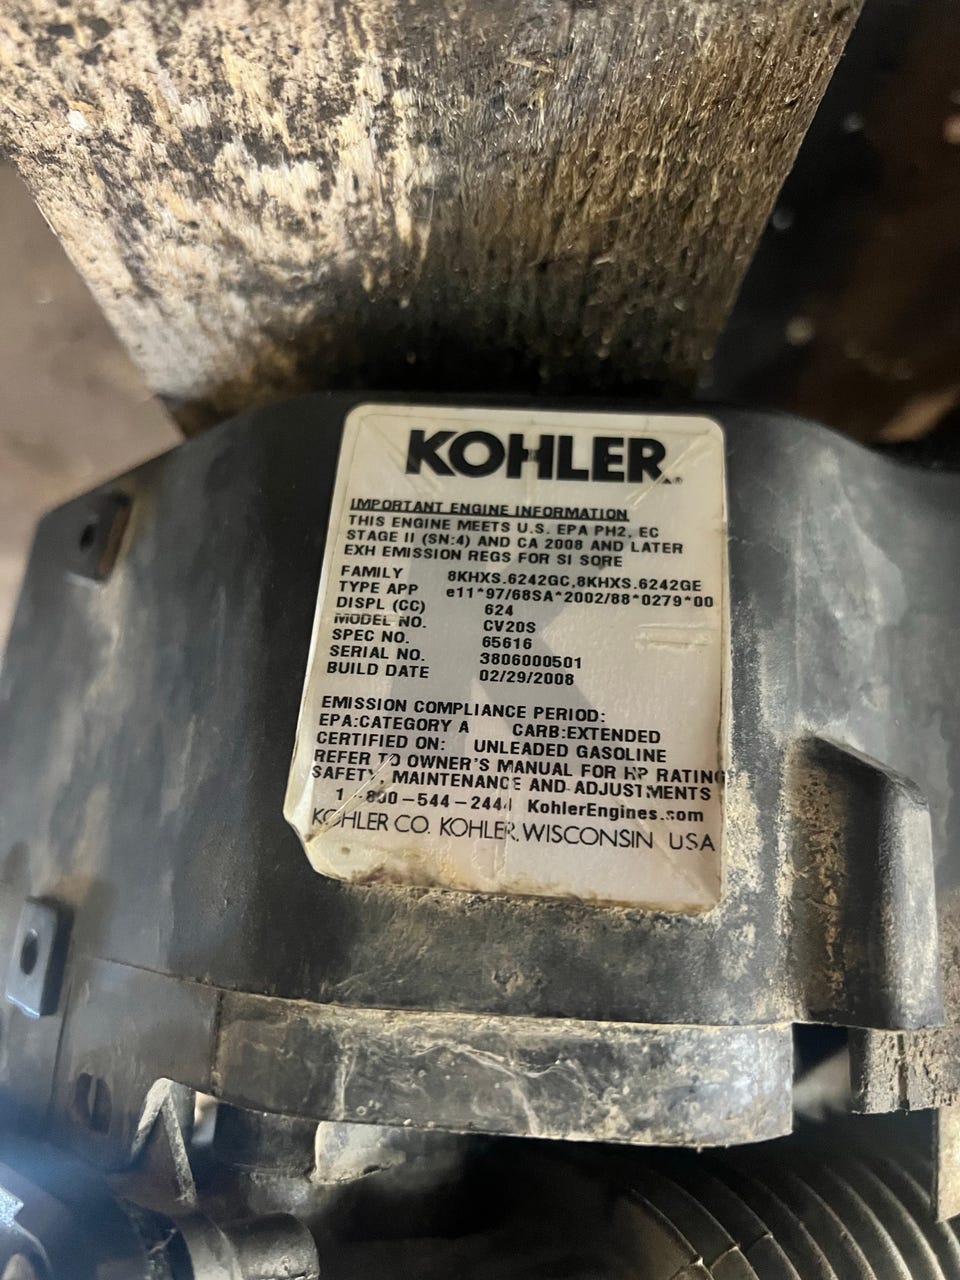 KOHLER®
IMPORTANT ENGINE INFORMATION
THIS ENGINE MEETS U.S. EPA PH2, EC
STAGE II (SN:4) AND CA 2008 AND LATER
EXH EMISSION REGS FOR SI SORE
FAMILY 8KHXS.6242GC,8KHXS.6242GE
TYPE APP e11*97/68SA*2002/88*0279*00
DISPL (CC) 624
MODEL NO. CV20S
SPEC NO. 65616
SERIAL NO. 3806000501
BUILD DATE 02/29/2008
EMISSION COMPLIANCE PERIOD:
EPA:CATEGORY A CARB:EXTENDED
CERTIFIED ON: UNLEADED GASOLINE
REFER TO OWNER'S MANUAL FOR HP RATING
SAFETY, MAINTENANCE AND ADJUSTMENTS
1-800-544-2444 KohlerEngines.com
KOHLER CO. KOHLER, WISCONSIN USA